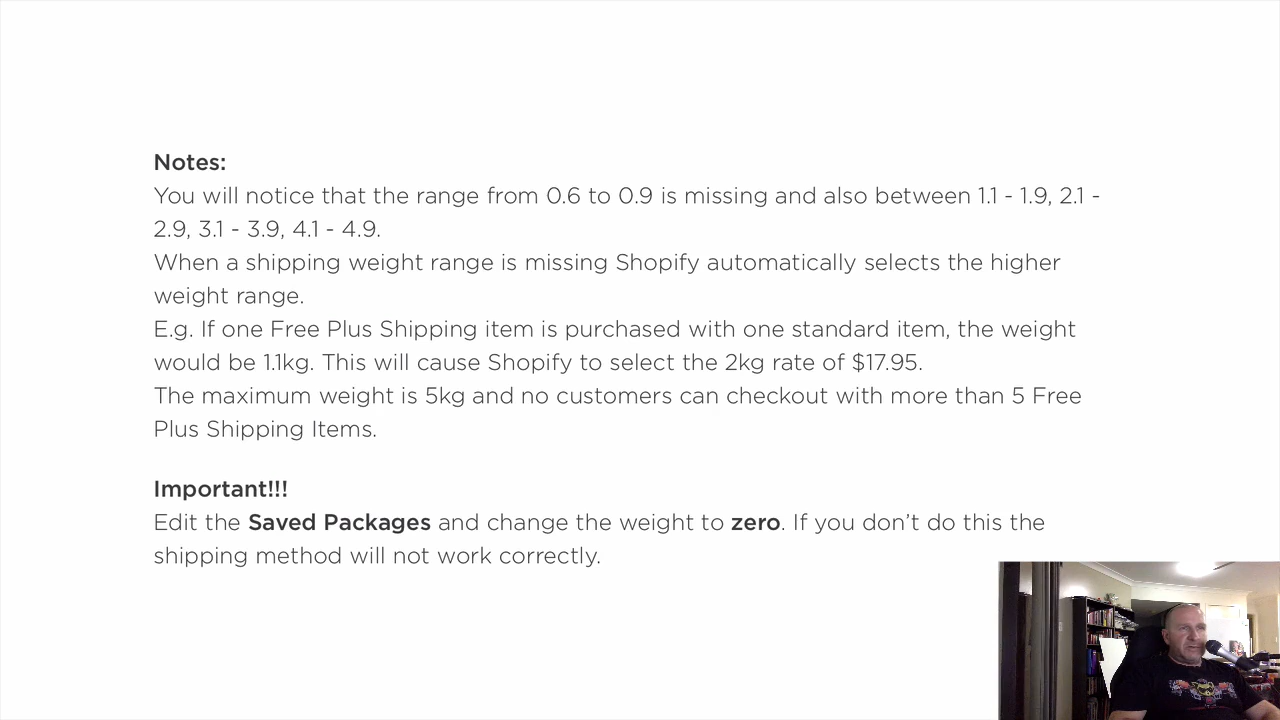 Notes:
You will notice that the range from 0.6 to 0.9 is missing and also between 1.1 - 1.9, 2.1 -
2.9, 3.1 - 3.9, 4.1 - 4.9.
When a shipping weight range is missing Shopify automatically selects the higher
weight range.
E.g. If one Free Plus Shipping item is purchased with one standard item, the weight
would be 1.1kg. This will cause Shopify to select the 2kg rate of $17.95.
The maximum weight is 5kg and no customers can checkout with more than 5 Free
Plus Shipping Items.
Important!!!
Edit the Saved Packages and change the weight to zero. If you don’t do this the
shipping method will not work correctly.